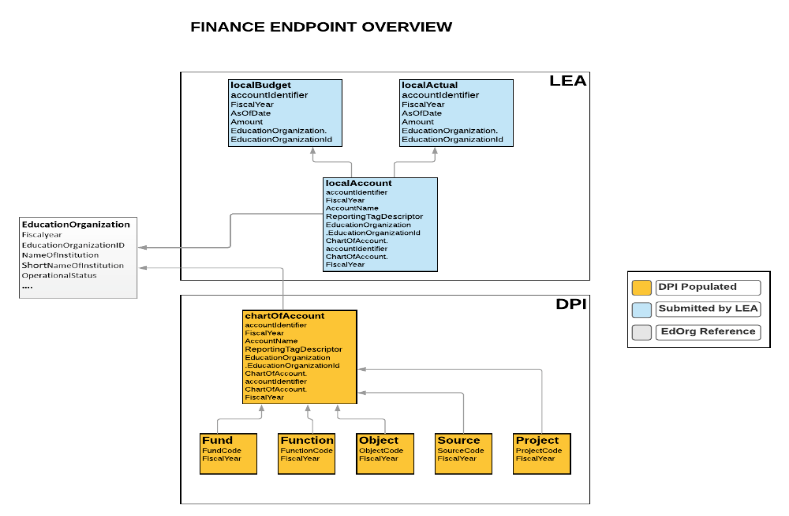 FINANCE ENDPOINT OVERVIEW
LEA
localBudget
accountIdentifier
FiscalYear
AsOfDate
Amount
EducationOrganization.
EducationOrganizationId
localActual
accountIdentifier
FiscalYear
AsOfDate
Amount
EducationOrganization.
EducationOrganizationId
localAccount
accountIdentifier
FiscalYear
AccountName
ReportingTagDescriptor
EducationOrganization
.EducationOrganizationId
ChartOfAccount.
accountIdentifier
ChartOfAccount.
FiscalYear
EducationOrganization
Fiscalyear
EducationOrganizationID
NameOfInstitution
ShortNameOfInstitution
OperationalStatus
....
DPI
chartOfAccount
accountIdentifier
FiscalYear
AccountName
ReportingTagDescriptor
EducationOrganization
.EducationOrganizationId
ChartOfAccount.
accountIdentifier
ChartOfAccount.
FiscalYear
Fund
FundCode
FiscalYear
Function
FunctionCode
FiscalYear
Object
ObjectCode
FiscalYear
Source
SourceCode
FiscalYear
Project
ProjectCode
FiscalYear
DPI Populated
Submitted by LEA
EdOrg Reference